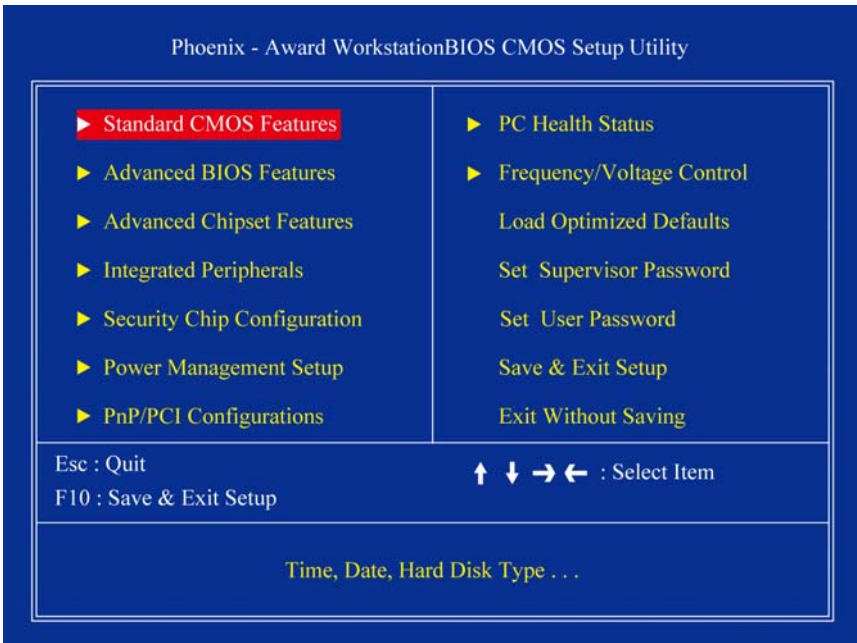 Phoenix - Award WorkstationBIOS CMOS Setup Utility
▶ Standard CMOS Features
▶ Advanced BIOS Features
▶ Advanced Chipset Features
▶ Integrated Peripherals
▶ Security Chip Configuration
▶ Power Management Setup
▶ PnP/PCI Configurations
▶ PC Health Status
▶ Frequency/Voltage Control
Load Optimized Defaults
Set Supervisor Password
Set User Password
Save & Exit Setup
Exit Without Saving
Esc : Quit
F10 : Save & Exit Setup
↑ ↓ → ← : Select Item
Time, Date, Hard Disk Type . . .